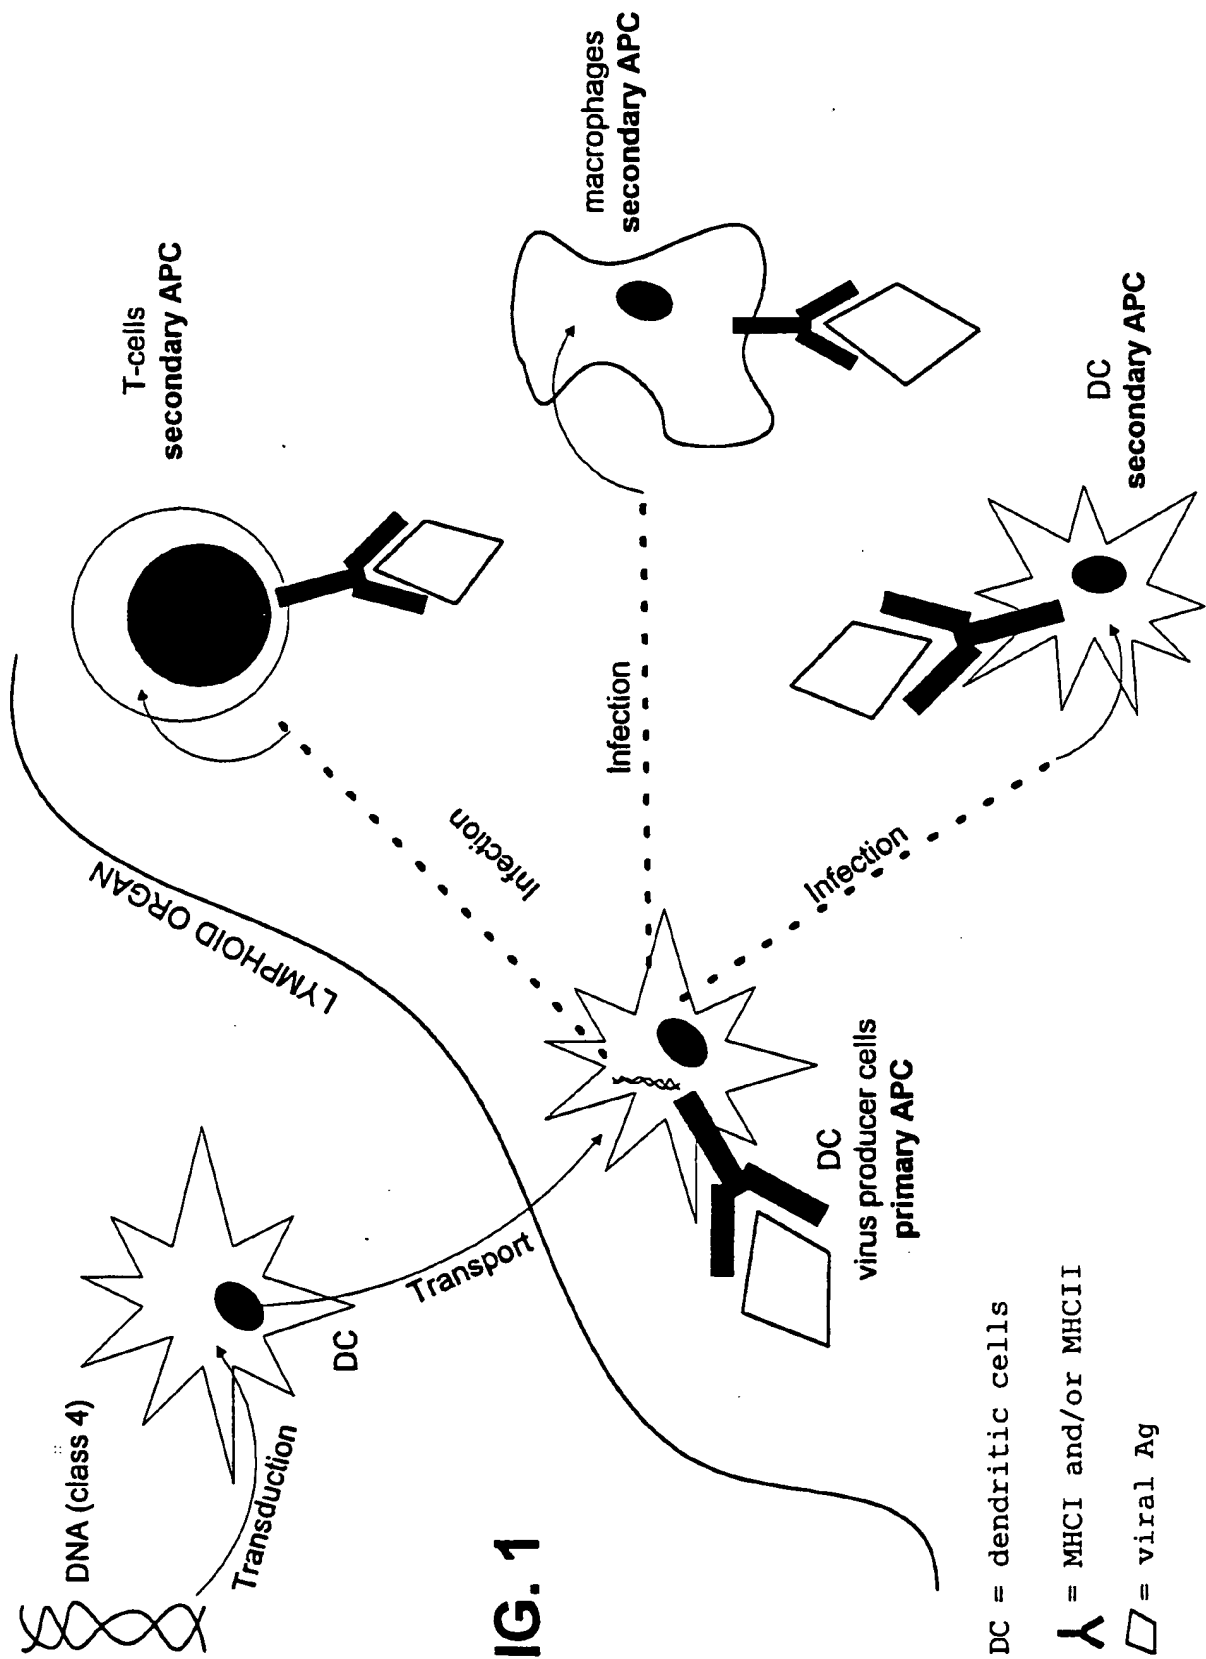 DNA (class 4)
Transduction
DC
Transport
LYMPHOID ORGAN
T-cells
secondary APC
Infection
macrophages
secondary APC
Infection
DC
secondary APC
Infection
DC
virus producer cells
primary APC
IG. 1
DC = dendritic cells
= MHCI and/or MHCII
= viral Ag